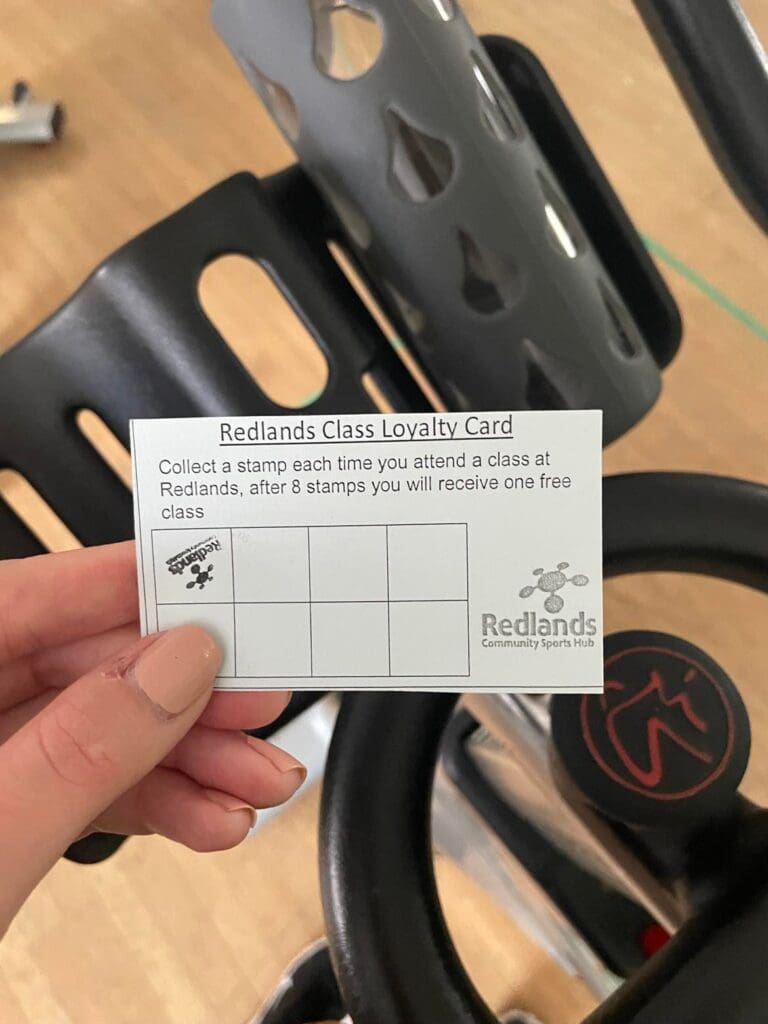 Redlands Class Loyalty Card
Collect a stamp each time you attend a class at
Redlands, after 8 stamps you will receive one free
class
Redlands
Redlands
Community Sports Hub